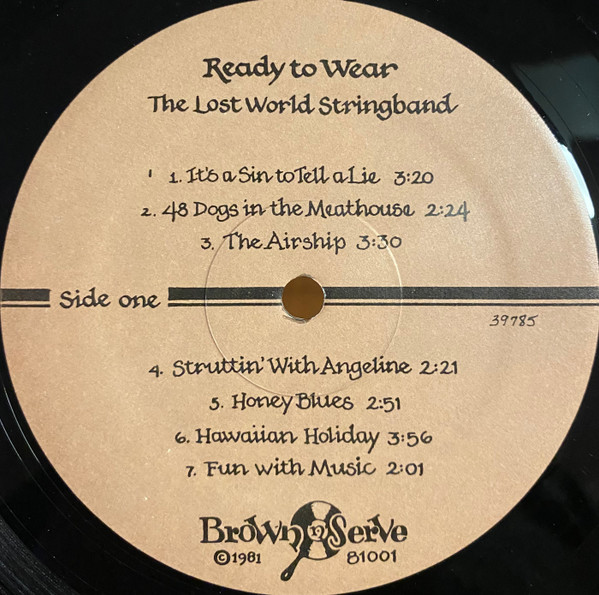 Ready to Wear
The Lost World Stringband
1. It's a Sin to Tell a Lie 3:20
2. 48 Dogs in the Meathouse 2:24
3. The Airship 3:30
Side one
39785
4. Struttin' With Angeline 2:21
5. Honey Blues 2:51
6. Hawaiian Holiday 3:56
7. Fun with Music 2:01
Brown 'n' Serve
©1981 81001